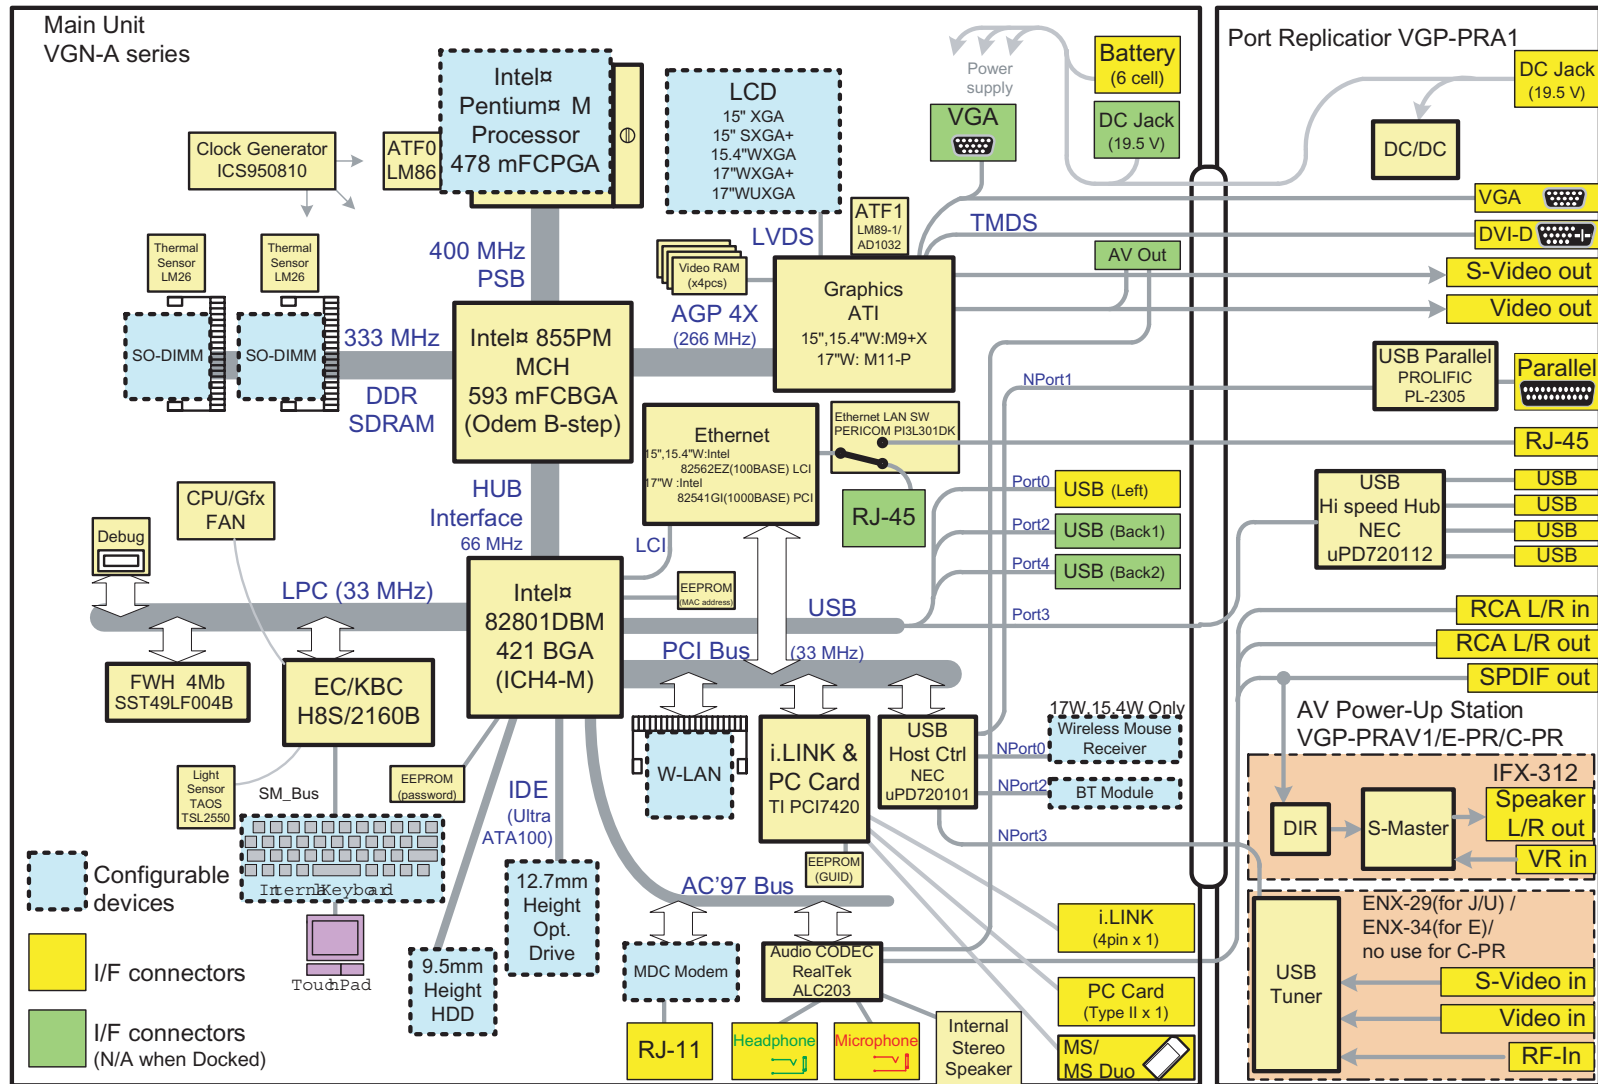 Main Unit
VGN-A series
Intel¤
Pentium¤ M
Processor
478 mFCPGA
Clock Generator
ICS950810
ATF0
LM86
LCD
15" XGA
15" SXGA+
15.4"WXGA
17"WXGA+
17"WUXGA
Power
supply
VGA
Battery
(6 cell)
DC Jack
(19.5 V)
Port Replicatior VGP-PRA1
DC Jack
(19.5 V)
DC/DC
VGA
DVI-D
S-Video out
Video out
Thermal
Sensor
LM26
Thermal
Sensor
LM26
400 MHz
PSB
LVDS
ATF1
LM89-1/
AD1032
TMDS
AV Out
Video RAM
(x4pcs)
Graphics
ATI
15",15.4"W:M9+X
17"W: M11-P
AGP 4X
(266 MHz)
SO-DIMM
SO-DIMM
333 MHz
DDR
SDRAM
Intel¤ 855PM
MCH
593 mFCBGA
(Odem B-step)
NPort1
USB Parallel
PROLIFIC
PL-2305
Parallel
Ethernet
15",15.4"W:Intel
82562EZ(100BASE) LCI
17"W :Intel
82541GI(1000BASE) PCI
Ethernet LAN SW
PERICOM PI3L301DK
RJ-45
RJ-45
HUB
Interface
66 MHz
LCI
CPU/Gfx
FAN
Debug
Port0
USB (Left)
Port2
USB (Back1)
Port4
USB (Back2)
USB
Hi speed Hub
NEC
uPD720112
USB
USB
USB
USB
LPC (33 MHz)
Intel¤
82801DBM
421 BGA
(ICH4-M)
EEPROM
(MAC address)
USB
Port3
PCI Bus
(33 MHz)
RCA L/R in
RCA L/R out
SPDIF out
FWH 4Mb
SST49LF004B
EC/KBC
H8S/2160B
W-LAN
i.LINK &
PC Card
TI PCI7420
USB
Host Ctrl
NEC
uPD720101
17W,15.4W Only
NPort0
Wireless Mouse
Receiver
NPort2
BT Module
NPort3
AV Power-Up Station
VGP-PRAV1/E-PR/C-PR
IFX-312
DIR
S-Master
Speaker
L/R out
VR in
Light
Sensor
TAOS
TSL2550
SM_Bus
EEPROM
(password)
IDE
(Ultra
ATA100)
EEPROM
(GUID)
Internal Keyboard
TouchPad
Configurable
devices
I/F connectors
I/F connectors
(N/A when Docked)
12.7mm
Height
Opt.
Drive
9.5mm
Height
HDD
AC'97 Bus
MDC Modem
Audio CODEC
RealTek
ALC203
RJ-11
Headphone
Microphone
Internal
Stereo
Speaker
i.LINK
(4pin x 1)
PC Card
(Type II x 1)
MS/
MS Duo
ENX-29(for J/U) /
ENX-34(for E)/
no use for C-PR
USB
Tuner
S-Video in
Video in
RF-In